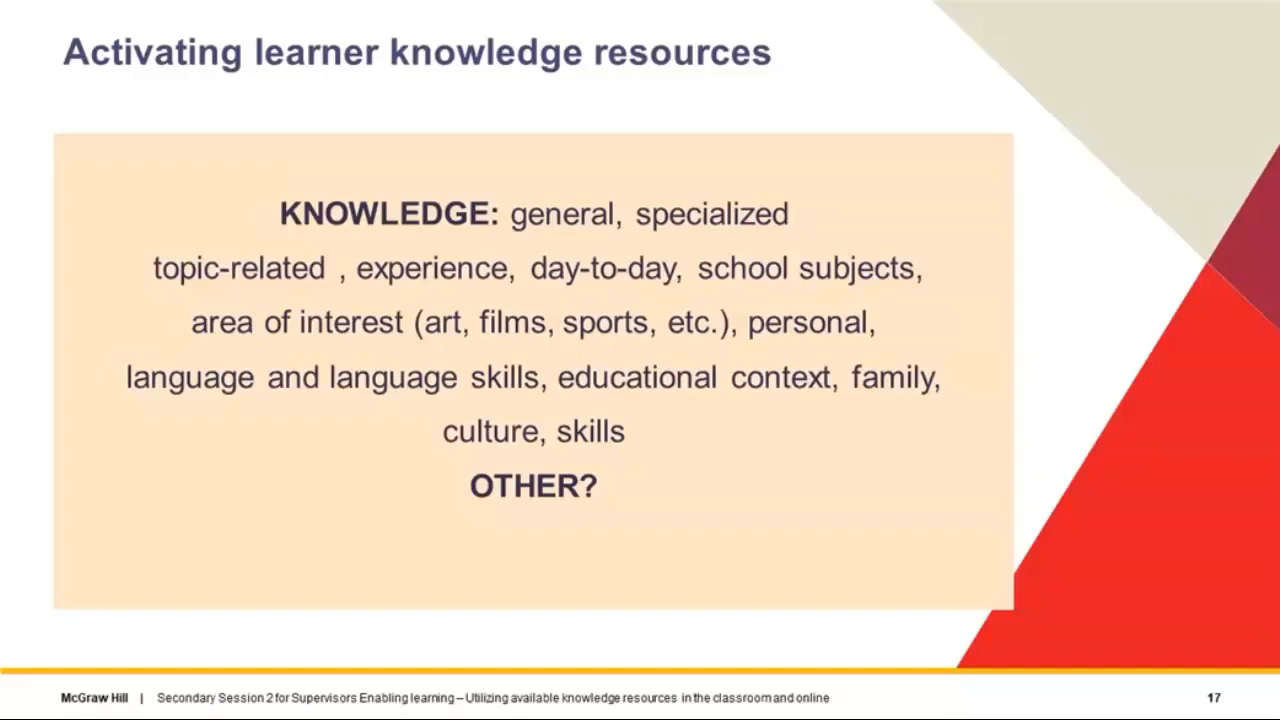 Activating learner knowledge resources
KNOWLEDGE: general, specialized
topic-related , experience, day-to-day, school subjects,
area of interest (art, films, sports, etc.), personal,
language and language skills, educational context, family,
culture, skills
OTHER?
McGraw Hill | Secondary Session 2 for Supervisors Enabling learning – Utilizing available knowledge resources in the classroom and online 17